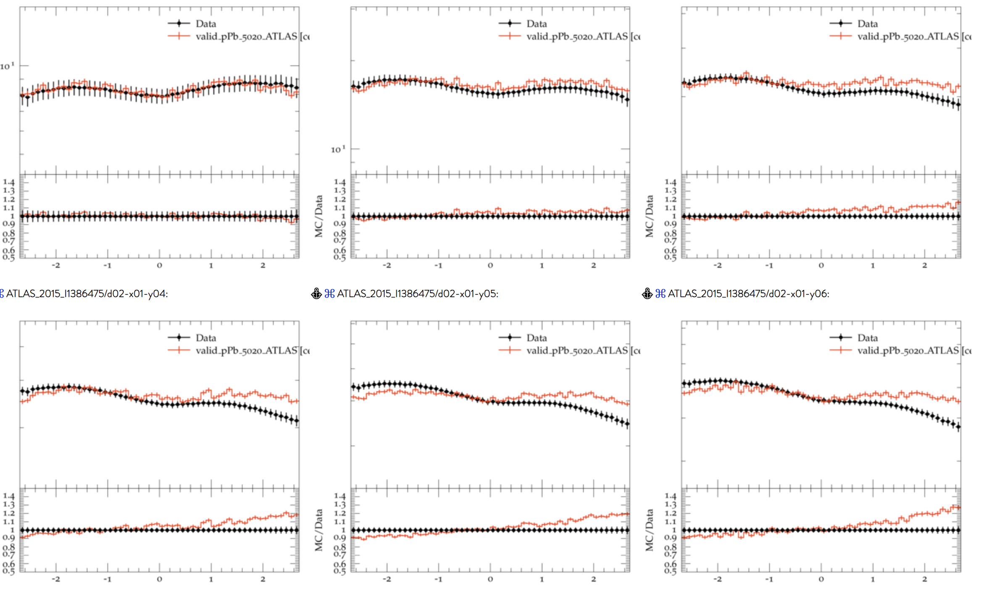 Data
valid_pPb_5020_ATLAS [ce
10¹
1.4
1.3
1.2
1.1
1
0.9
0.8
0.7
0.6
0.5
-2 -1 0 1 2
Data
valid_pPb_5020_ATLAS [ce
10¹
MC/Data
1.4
1.3
1.2
1.1
1
0.9
0.8
0.7
0.6
0.5
-2 -1 0 1 2
Data
valid_pPb_5020_ATLAS [ce
MC/Data
1.4
1.3
1.2
1.1
1
0.9
0.8
0.7
0.6
0.5
-2 -1 0 1 2
⌘ ATLAS_2015_I1386475/d02-x01-y04:
⚓ ⌘ ATLAS_2015_I1386475/d02-x01-y05:
⚓ ⌘ ATLAS_2015_I1386475/d02-x01-y06:
Data
valid_pPb_5020_ATLAS [ce
1.4
1.3
1.2
1.1
1
0.9
0.8
0.7
0.6
0.5
-2 -1 0 1 2
Data
valid_pPb_5020_ATLAS [ce
MC/Data
1.4
1.3
1.2
1.1
1
0.9
0.8
0.7
0.6
0.5
-2 -1 0 1 2
Data
valid_pPb_5020_ATLAS [ce
MC/Data
1.4
1.3
1.2
1.1
1
0.9
0.8
0.7
0.6
0.5
-2 -1 0 1 2